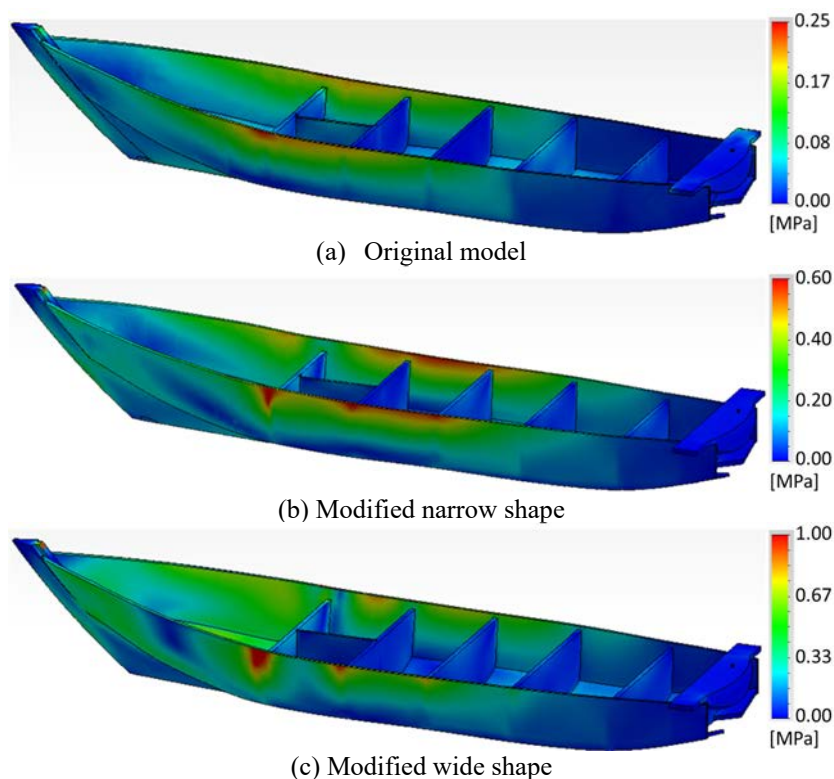 0.25
0.17
0.08
0.00
[MPa]
(a) Original model
0.60
0.40
0.20
0.00
[MPa]
(b) Modified narrow shape
1.00
0.67
0.33
0.00
[MPa]
(c) Modified wide shape